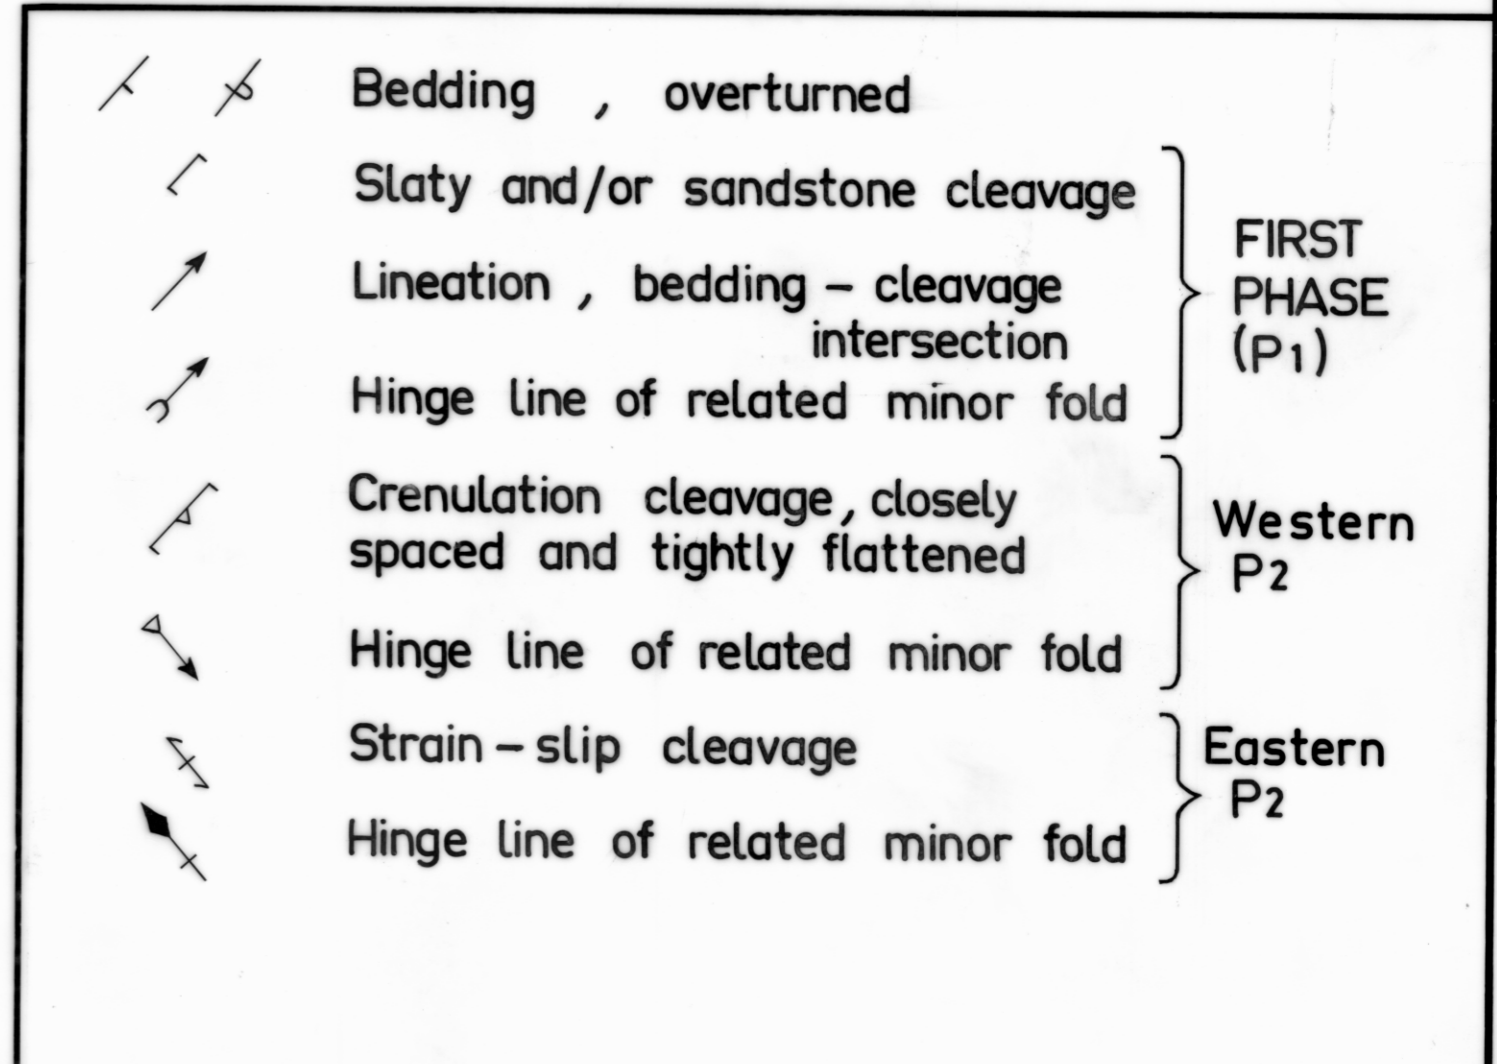 Bedding , overturned
Slaty and/or sandstone cleavage
Lineation , bedding – cleavage
intersection
Hinge line of related minor fold
FIRST
PHASE
(P1)
Crenulation cleavage, closely
spaced and tightly flattened
Hinge line of related minor fold
Western
P2
Strain – slip cleavage
Hinge line of related minor fold
Eastern
P2